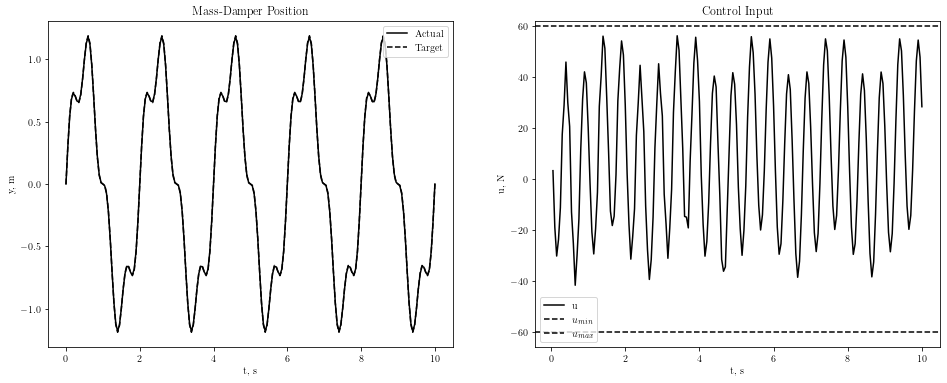 Mass-Damper Position
Actual
Target
1.0
0.5
0.0
−0.5
−1.0
y, m
0
2
4
6
8
10
t, s
Control Input
60
40
20
0
−20
−40
−60
u, N
u
u_min
u_max
0
2
4
6
8
10
t, s